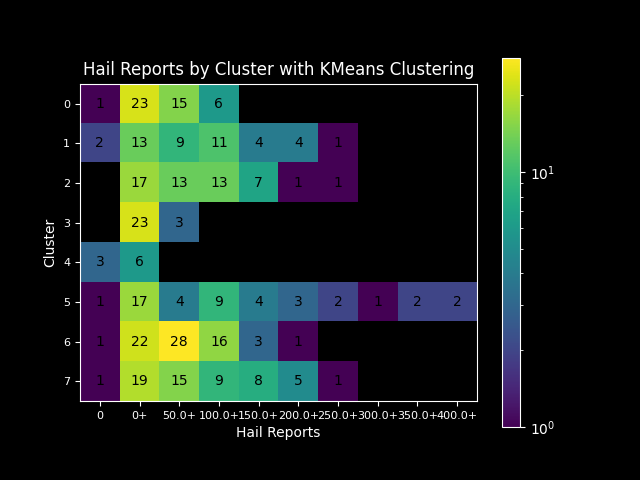 Hail Reports by Cluster with KMeans Clustering
0 1 23 15 6
1 2 13 9 11 4 4 1
2 17 13 13 7 1 1
3 23 3
4 3 6
5 1 17 4 9 4 3 2 1 2 2
6 1 22 28 16 3 1
7 1 19 15 9 8 5 1
0 0+ 50.0+ 100.0+ 150.0+ 200.0+ 250.0+ 300.0+ 350.0+ 400.0+
Hail Reports
Cluster
10^1
10^0